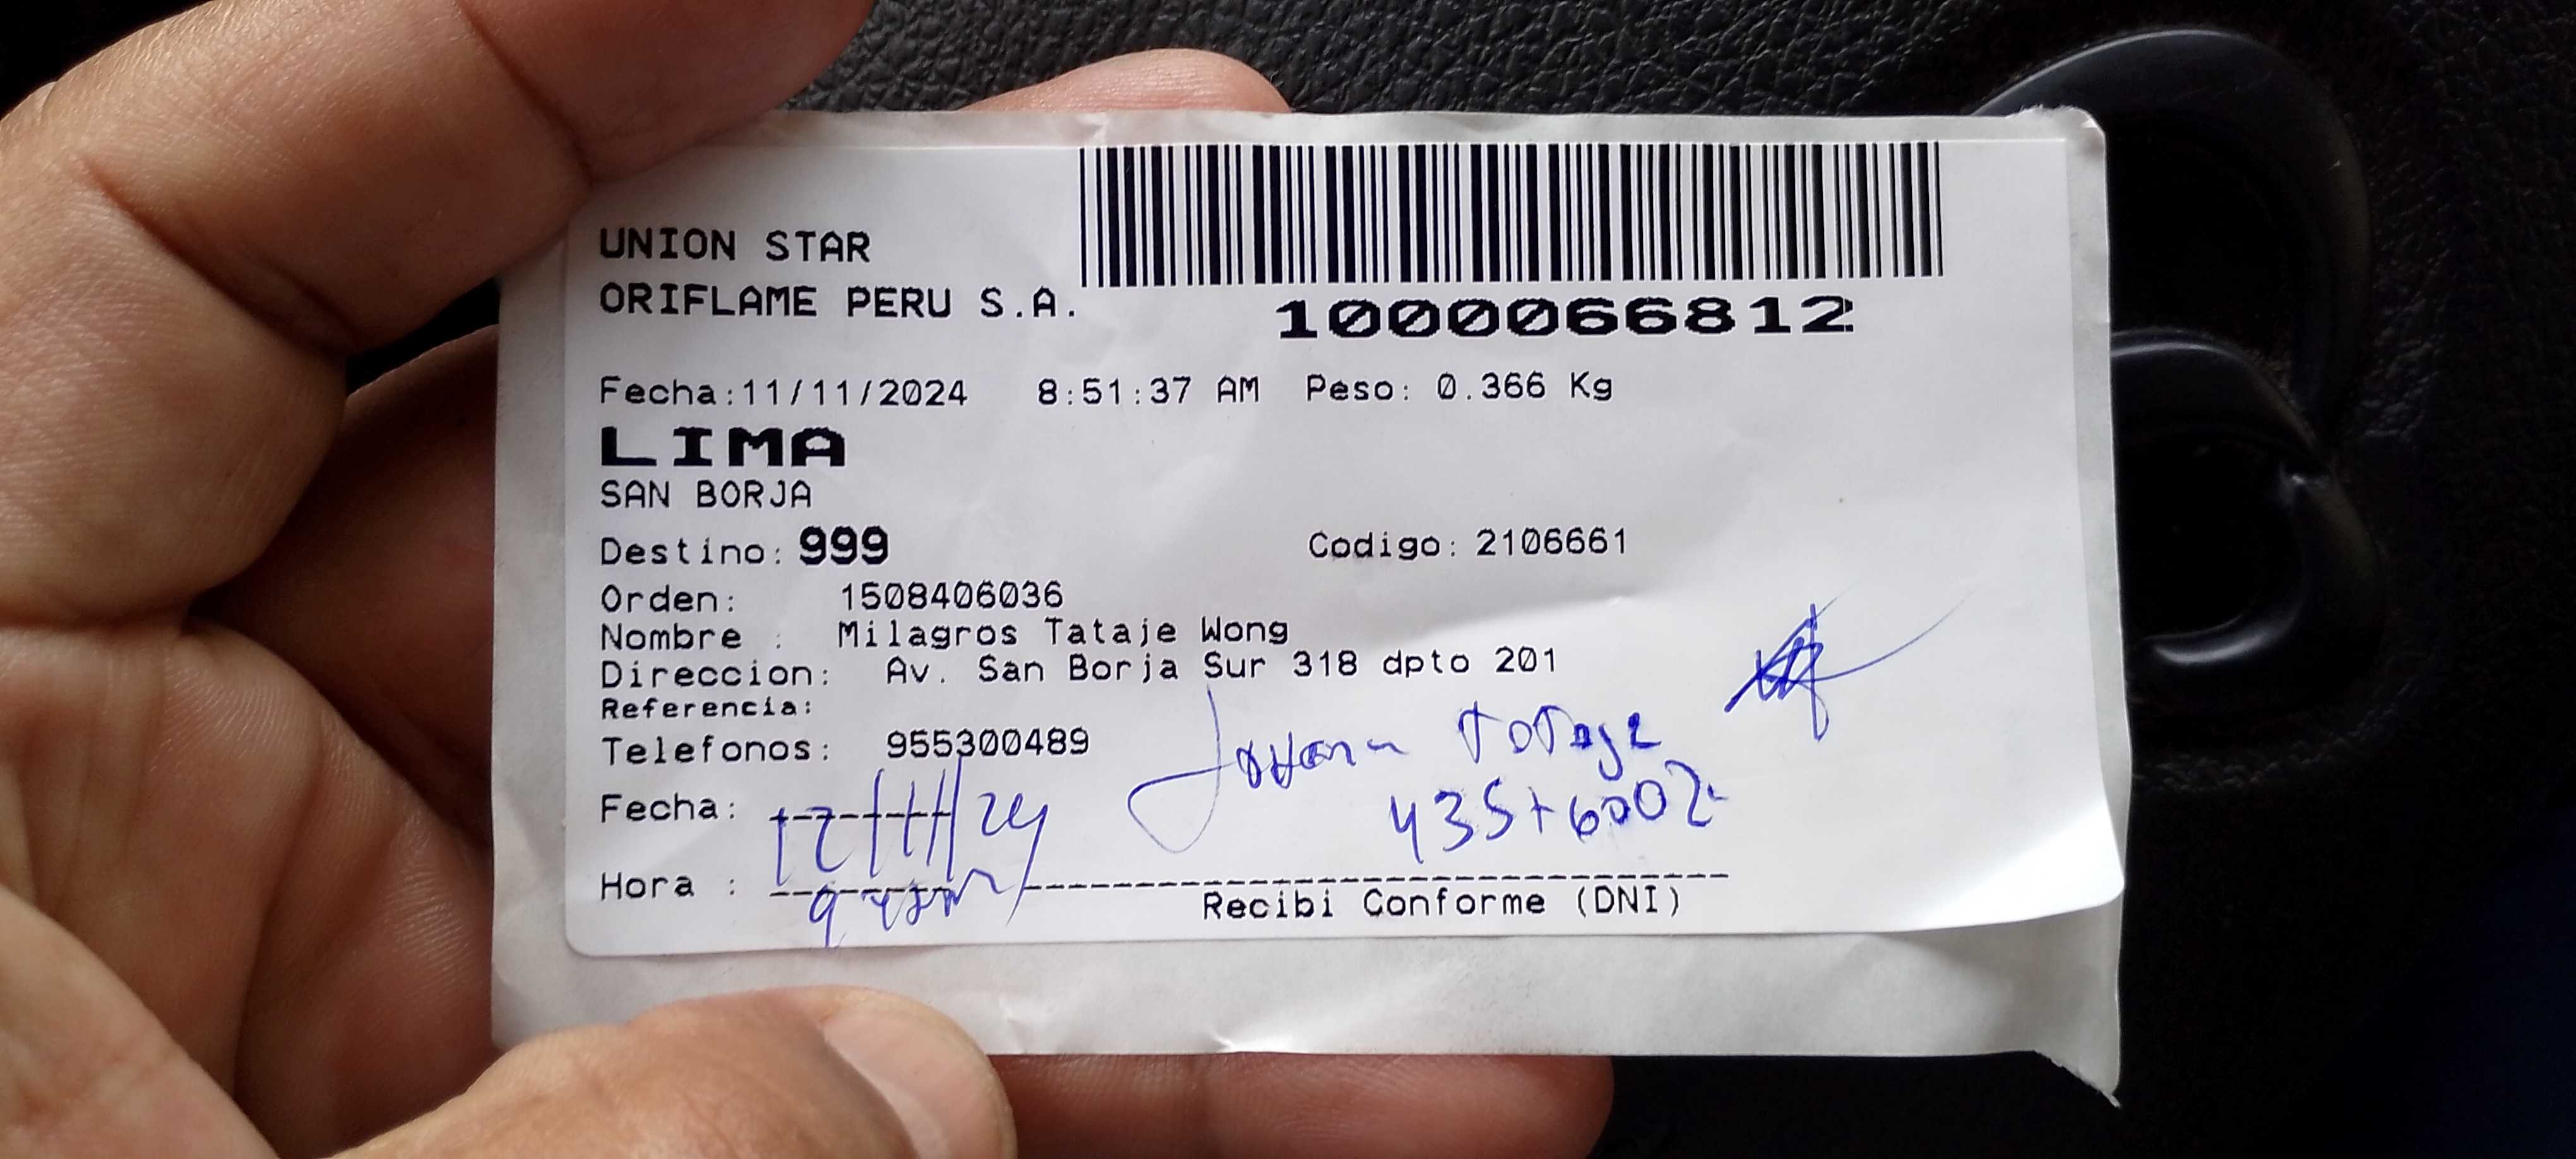 UNION STAR
ORIFLAME PERU S.A.
1000066812
Fecha:11/11/2024 8:51:37 AM Peso: 0.366 Kg
LIMA
SAN BORJA
Destino: 999 Codigo: 2106661
Orden: 1508406036
Nombre : Milagros Tataje Wong
Direccion: Av. San Borja Sur 318 dpto 201
Referencia:
Telefonos: 955300489
Fecha: 12/11/24
Hora :
Recibi Conforme (DNI)